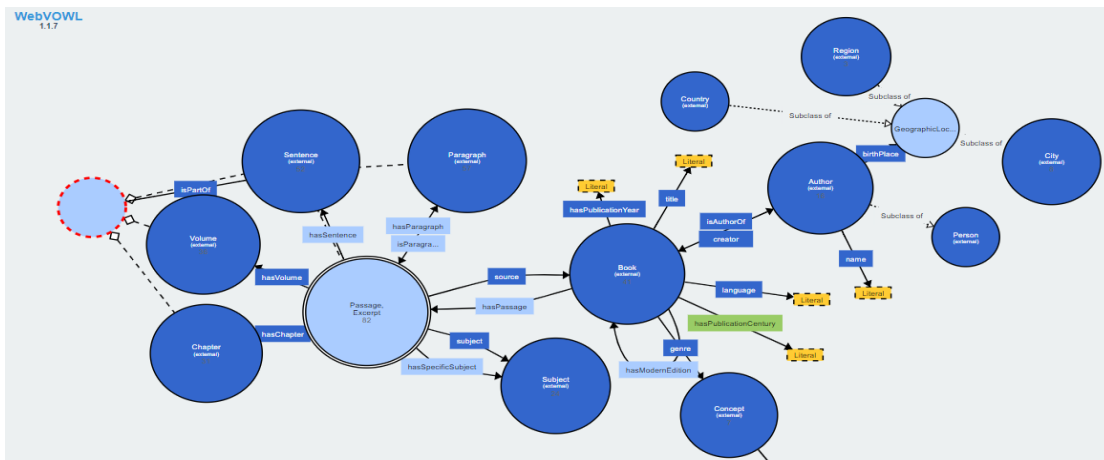 WebVOWL
1.1.7
Region
(external)
Country
(external)
Subclass of
Subclass of
GeographicLoc...
Subclass of
City
(external)
Sentence
(external)
Paragraph
(external)
Literal
birthPlace
Author
(external)
isPartOf
Literal
title
hasPublicationYear
Subclass of
Person
(external)
Volume
(external)
hasSentence
hasParagraph
isParagra...
isAuthorOf
creator
name
hasVolume
source
Book
(external)
language
Literal
Literal
Passage,
Excerpt
82
hasPassage
hasPublicationCentury
hasChapter
subject
genre
Literal
Chapter
(external)
hasSpecificSubject
hasModernEdition
Subject
(external)
Concept
(external)